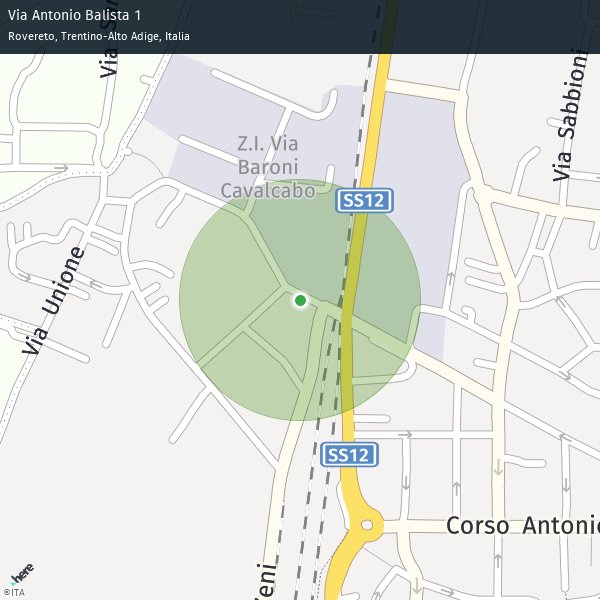 Via Antonio Balista 1
Rovereto, Trentino-Alto Adige, Italia
Via
Via
Via Sabbioni
Z.I. Via
Baroni
Cavalcabo
SS12
Via Unione
SS12
Corso Antonio
here
©ITA